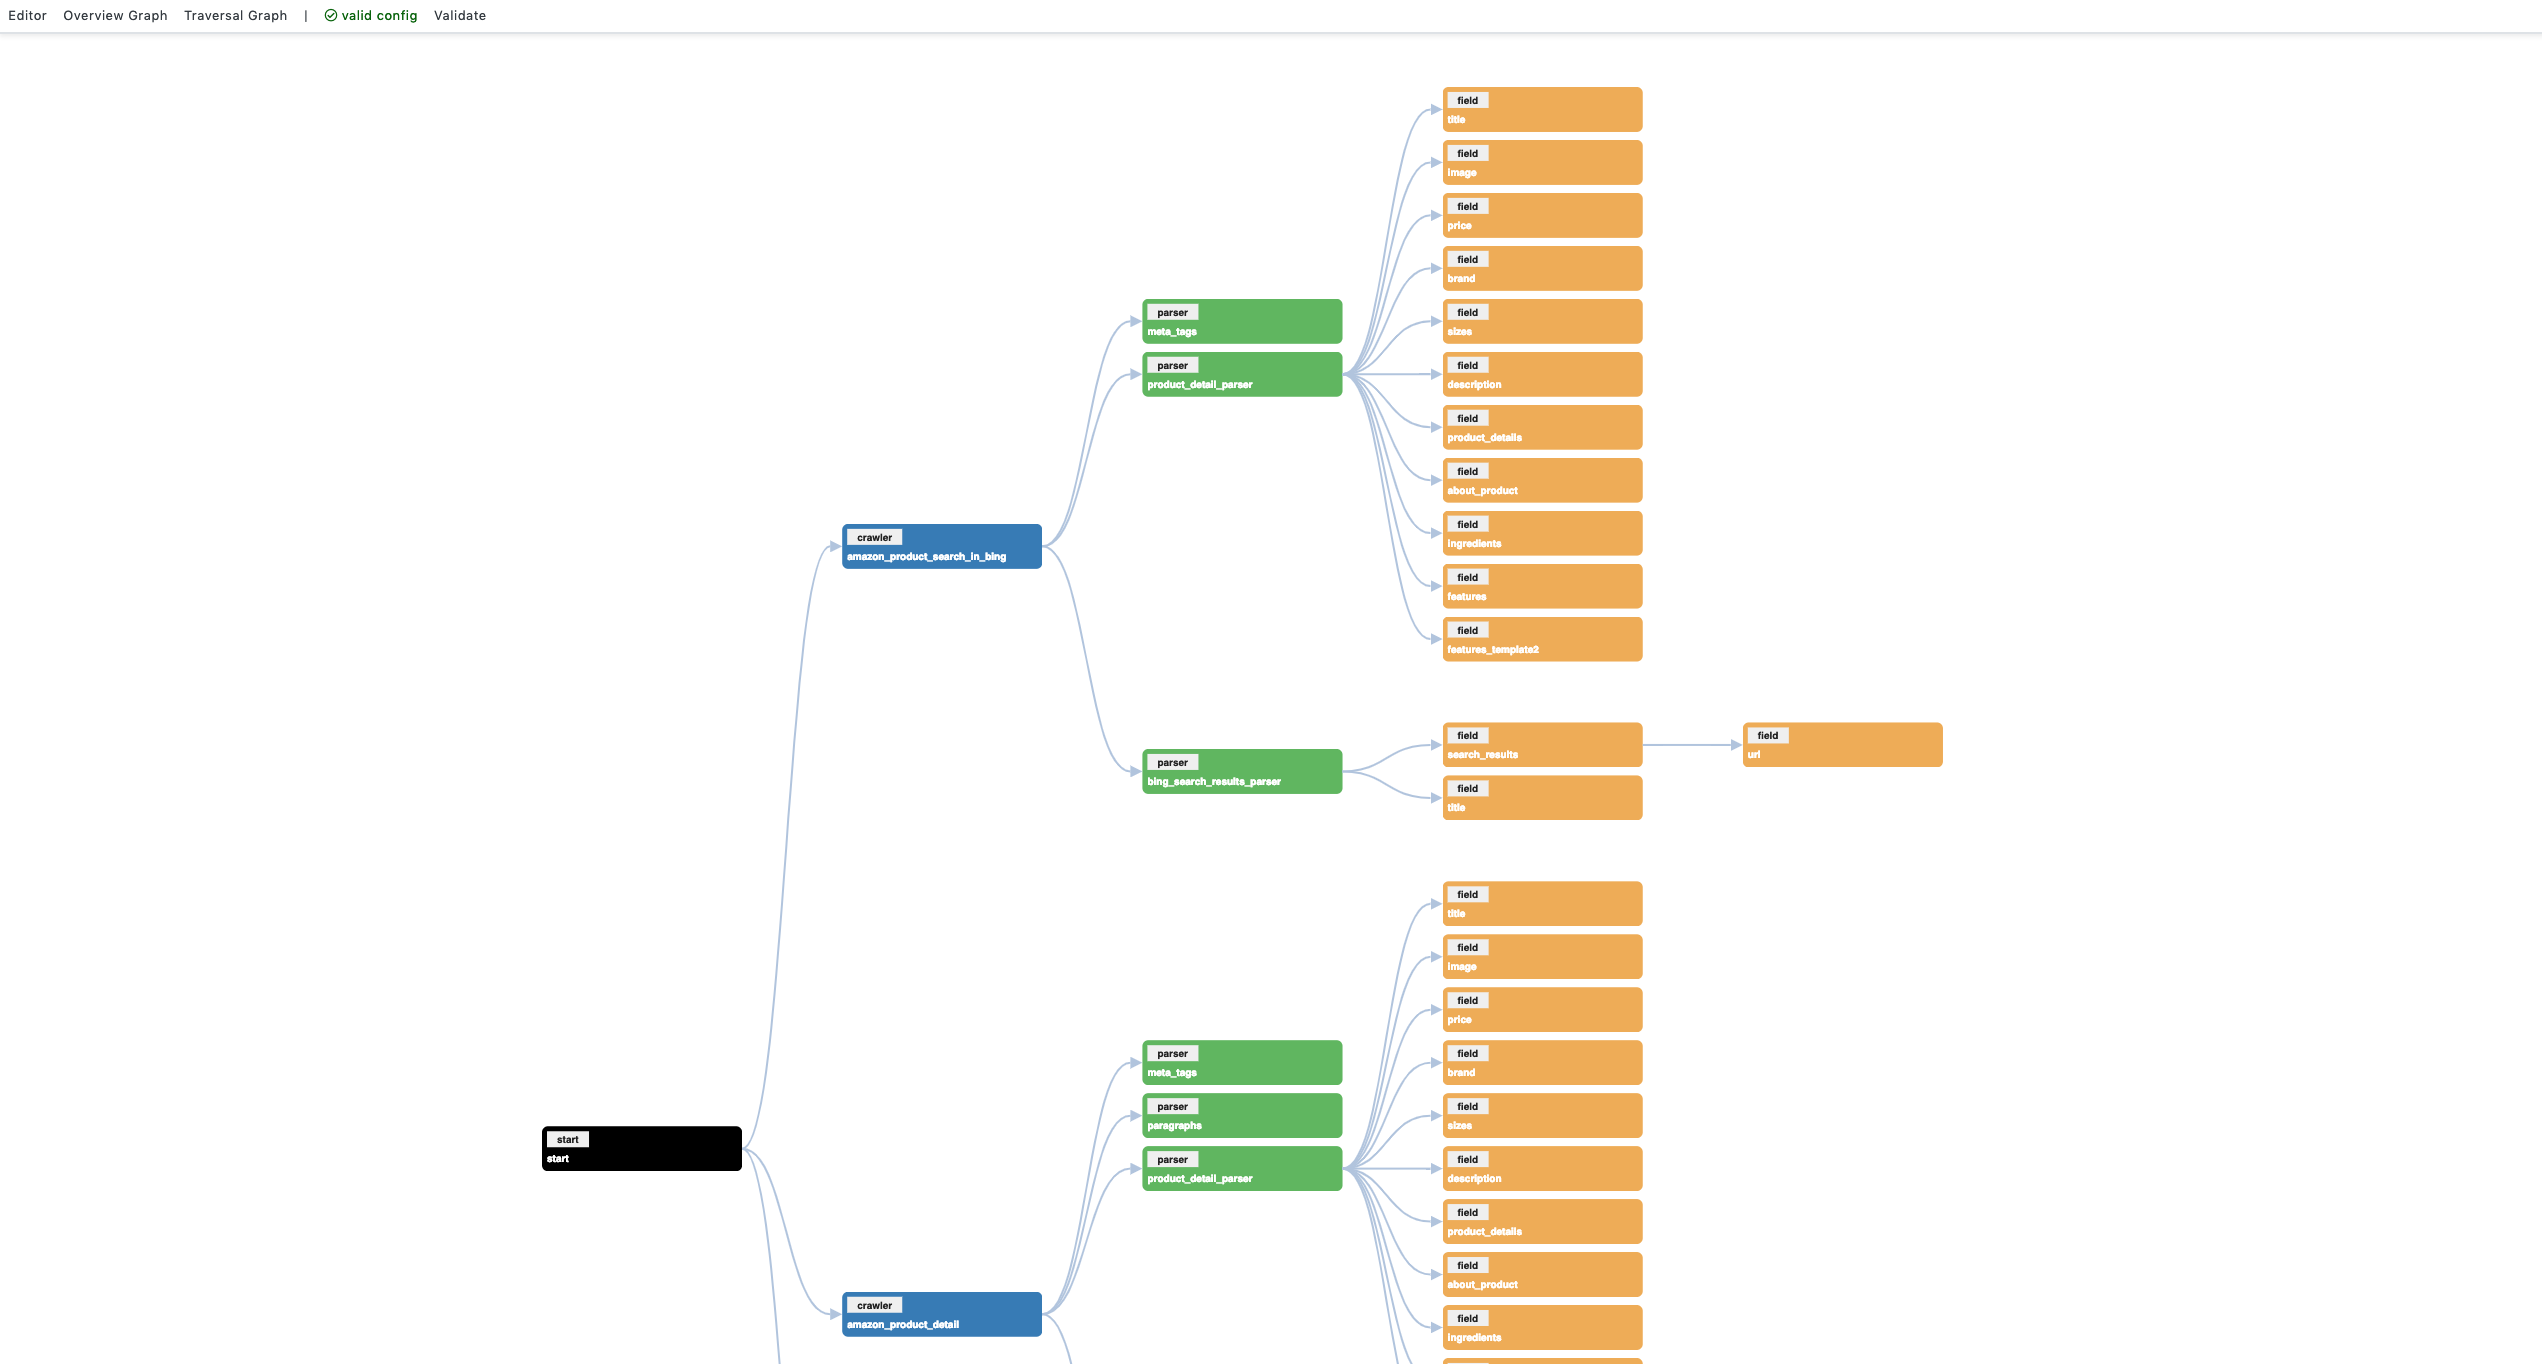 Editor Overview Graph Traversal Graph | valid config Validate
field
title
field
image
field
price
field
brand
parser
meta_tags
field
sizes
parser
product_detail_parser
field
description
field
product_details
field
about_product
field
ingredients
crawler
amazon_product_search_in_bing
field
features
field
features_template2
parser
bing_search_results_parser
field
search_results
field
url
field
title
field
title
field
image
field
price
parser
meta_tags
field
brand
parser
paragraphs
field
sizes
start
start
parser
product_detail_parser
field
description
field
product_details
field
about_product
crawler
amazon_product_detail
field
ingredients